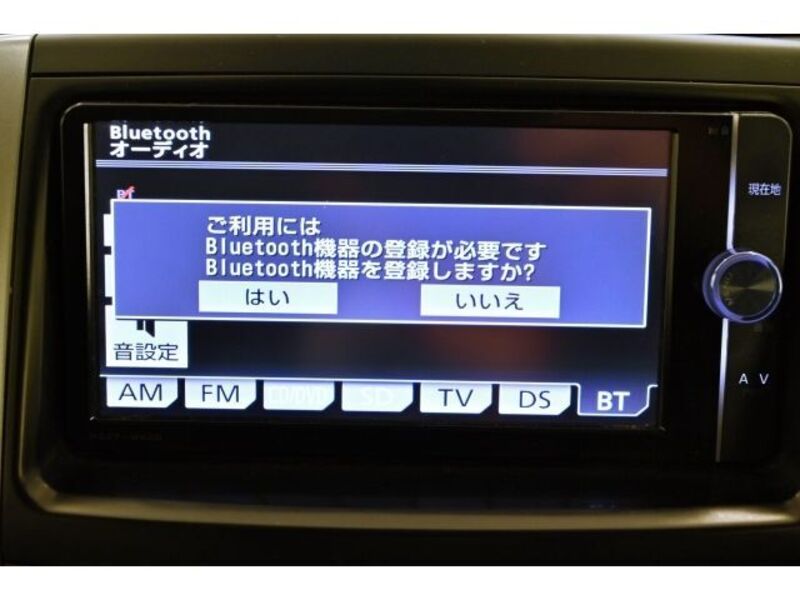 Bluetooth
オーディオ
現在地
ご利用には
Bluetooth機器の登録が必要です
Bluetooth機器を登録しますか?
はい
いいえ
音設定
AM
FM
CD/DVD
SD
TV
DS
BT
A V